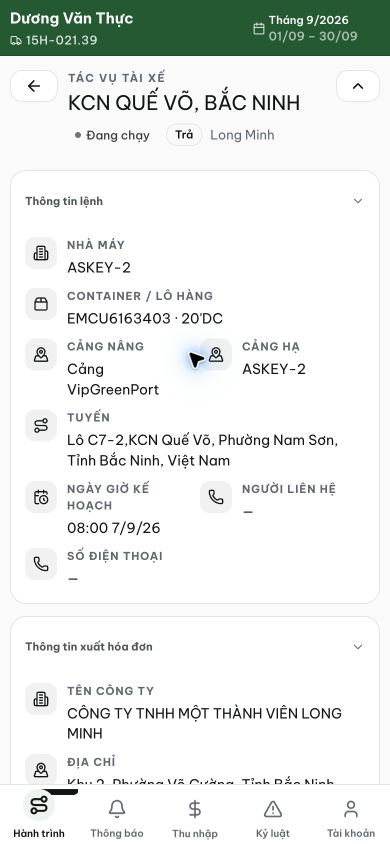 Dương Văn Thực
15H-021.39
Tháng 9/2026
01/09 – 30/09
TÁC VỤ TÀI XẾ
KCN QUẾ VÕ, BẮC NINH
Đang chạy
Trả
Long Minh
Thông tin lệnh
NHÀ MÁY
ASKEY-2
CONTAINER / LÔ HÀNG
EMCU6163403 · 20'DC
CẢNG NÂNG
Cảng
VipGreenPort
CẢNG HẠ
ASKEY-2
TUYẾN
Lô C7-2,KCN Quế Võ, Phường Nam Sơn,
Tỉnh Bắc Ninh, Việt Nam
NGÀY GIỜ KẾ
HOẠCH
08:00 7/9/26
NGƯỜI LIÊN HỆ
—
SỐ ĐIỆN THOẠI
—
Thông tin xuất hóa đơn
TÊN CÔNG TY
CÔNG TY TNHH MỘT THÀNH VIÊN LONG
MINH
ĐỊA CHỈ
Khu 2, Phường Võ Cường, Tỉnh Bắc Ninh
Hành trình
Thông báo
Thu nhập
Kỷ luật
Tài khoản